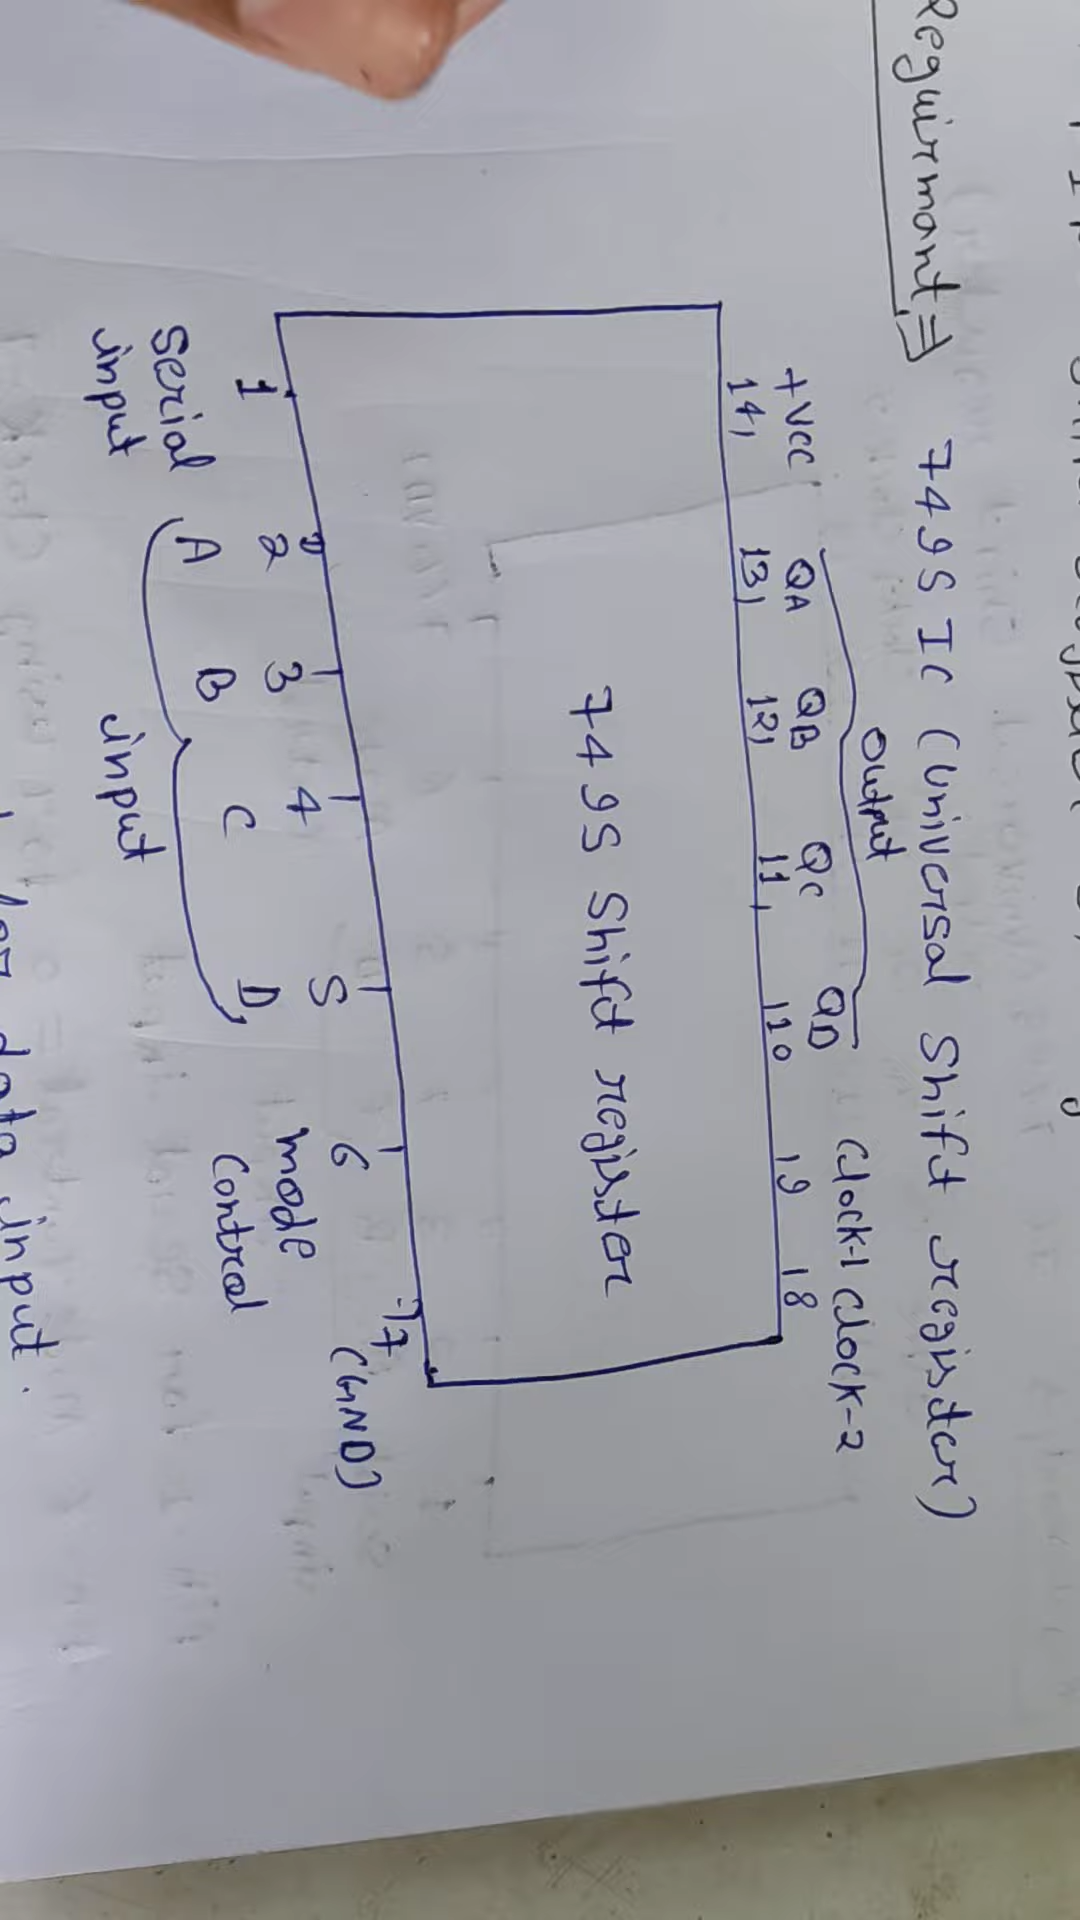 Requirmant ⇒ 7495 IC (Universal Shift register)
output
QA QB QC QD Clock-1 Clock-2
+VCC
14 13 12 11 10 9 8
7495 Shift register
1 2 3 4 5 6 7
Serial input
A B C D
input
mode Control
(GND)
data input.